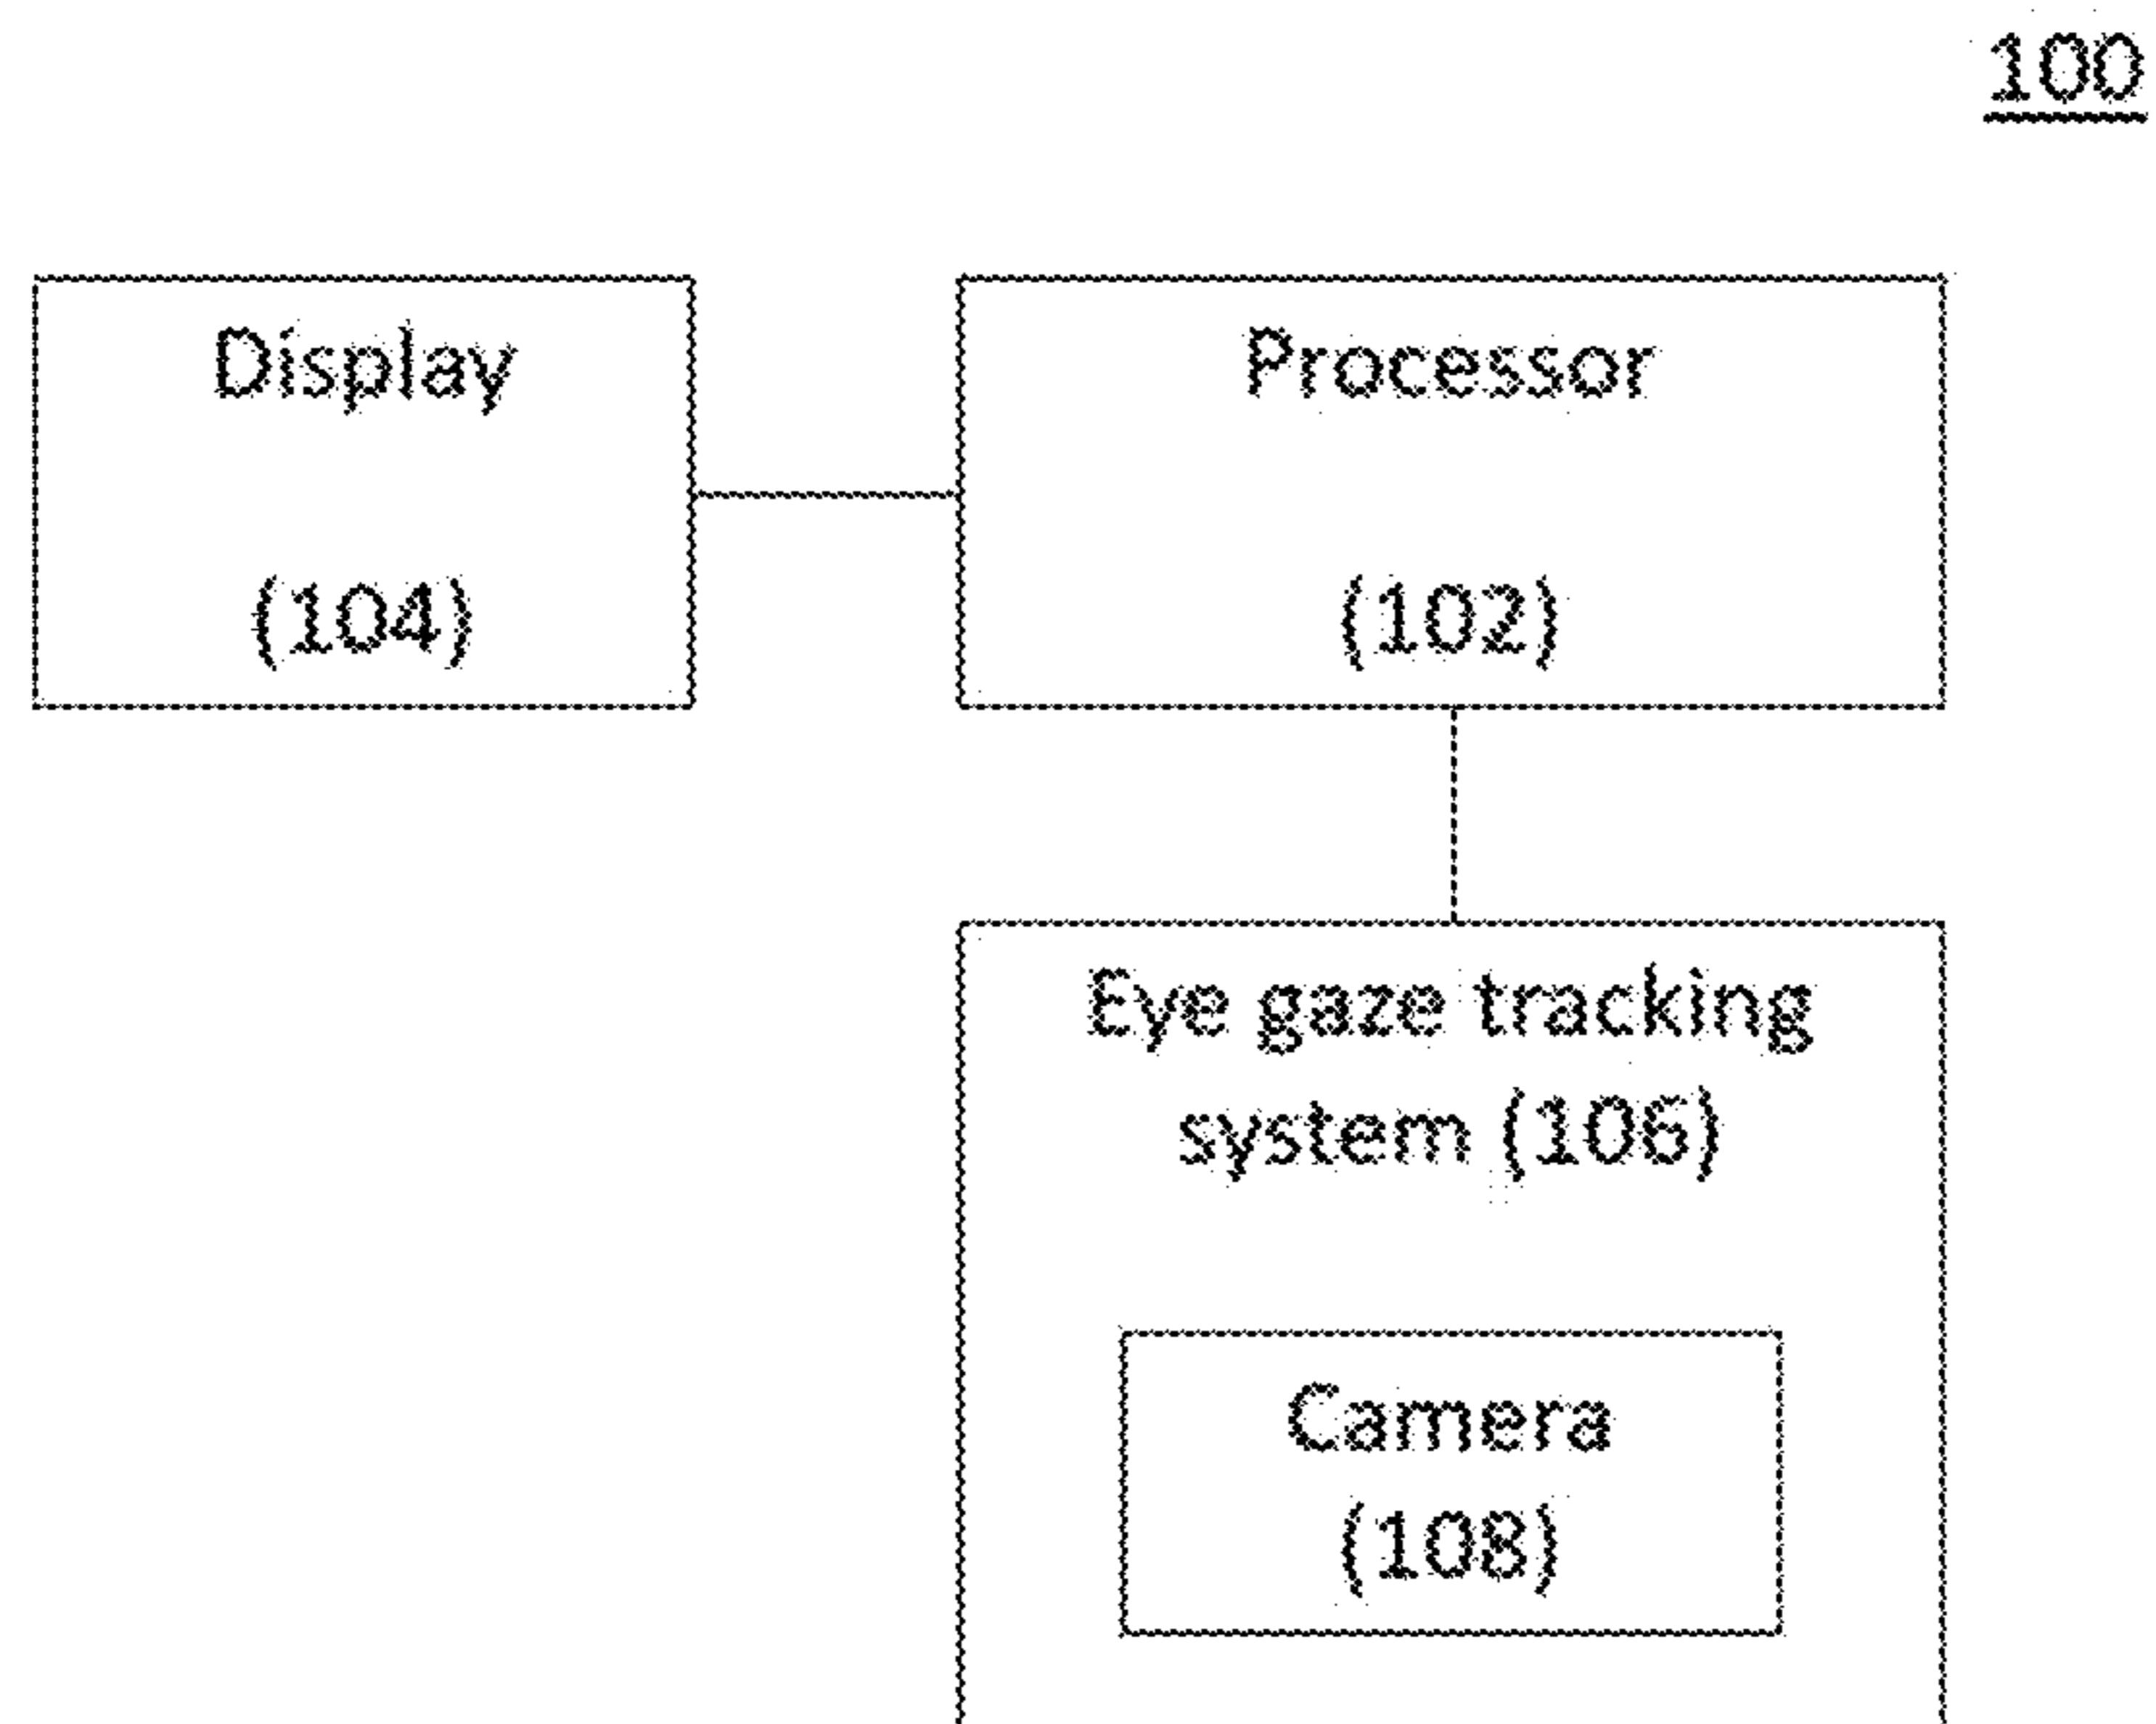 100
Display
(104)
Processor
(102)
Eye gaze tracking
system (106)
Camera
(108)